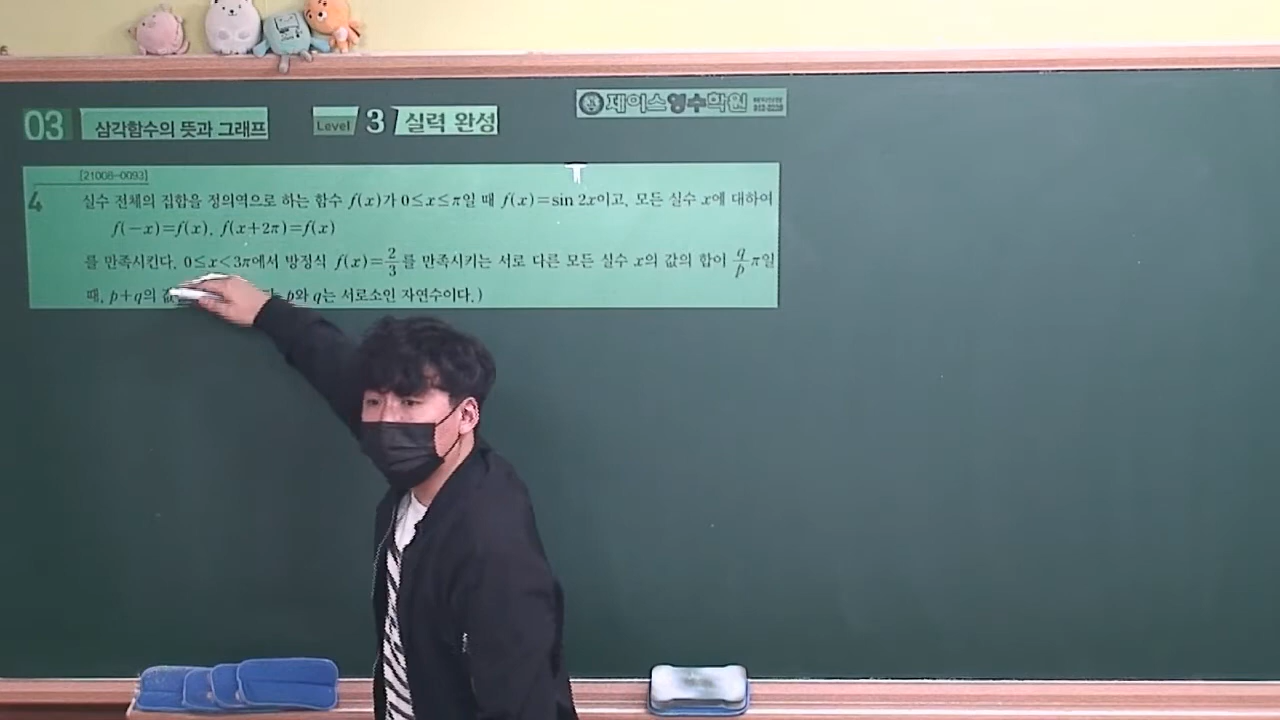 03 삼각함수의 뜻과 그래프 Level 3 실력 완성
제이스영수학원
[21008-0093]
4 실수 전체의 집합을 정의역으로 하는 함수 f(x)가 0≤x≤π일 때 f(x)=sin 2x이고, 모든 실수 x에 대하여
f(-x)=f(x), f(x+2π)=f(x)
를 만족시킨다. 0≤x<3π에서 방정식 f(x)=2/3를 만족시키는 서로 다른 모든 실수 x의 값의 합이 q/p π일
때, p+q의 p와 q는 서로소인 자연수이다.)